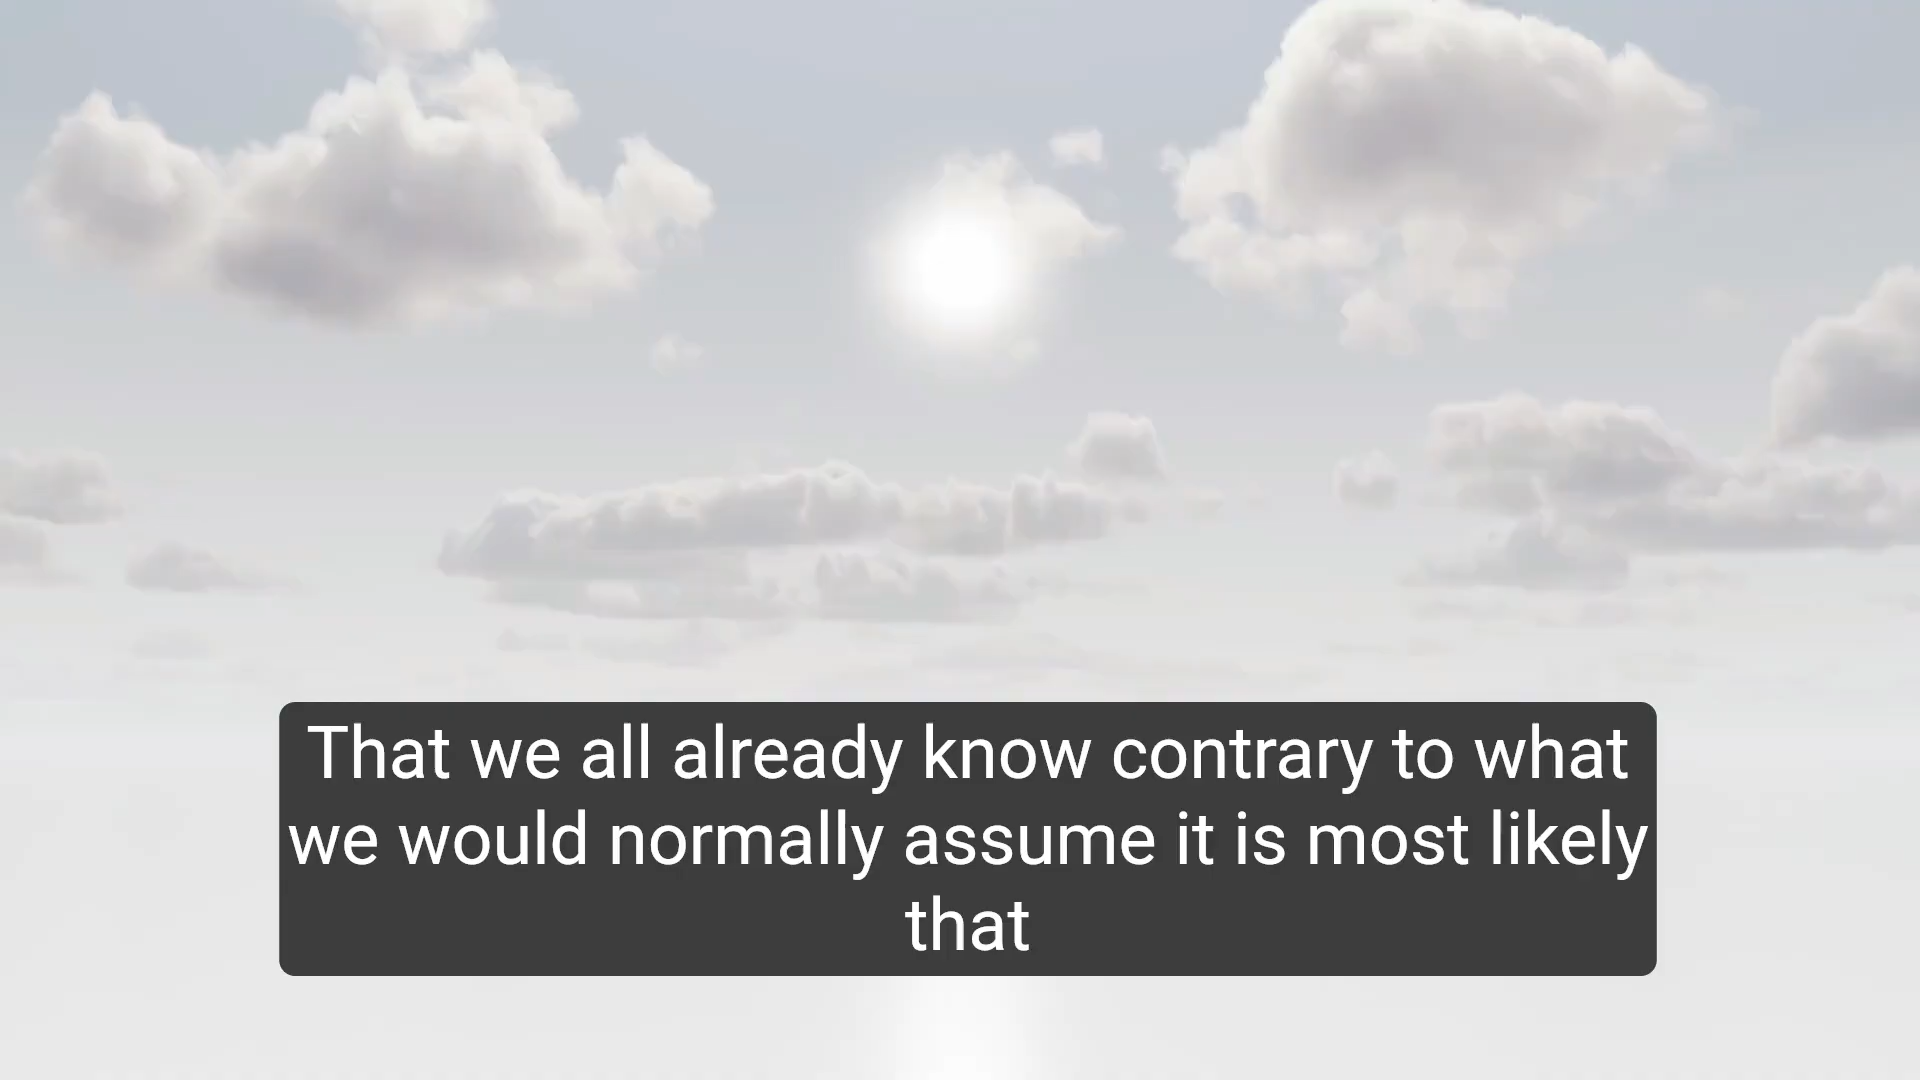 That we all already know contrary to what
we would normally assume it is most likely
that